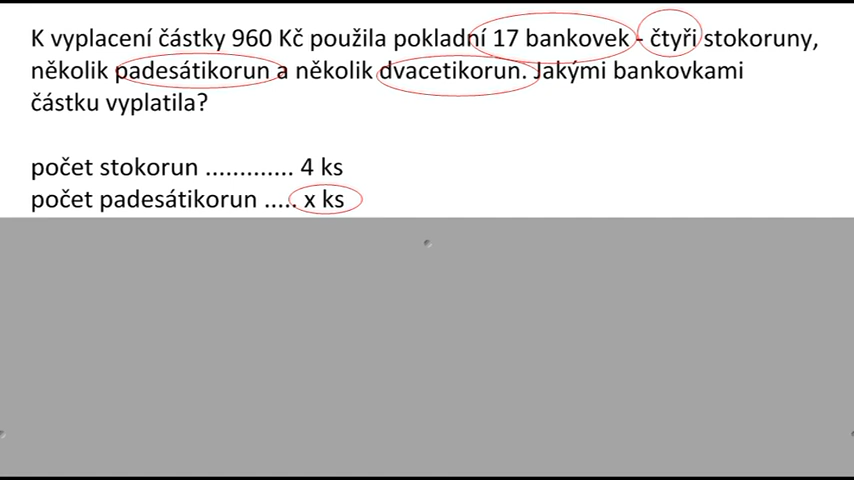 K vyplacení částky 960 Kč použila pokladní 17 bankovek - čtyři stokoruny,
několik padesátikorun a několik dvacetikorun. Jakými bankovkami
částku vyplatila?
počet stokorun ............. 4 ks
počet padesátikorun ..... x ks